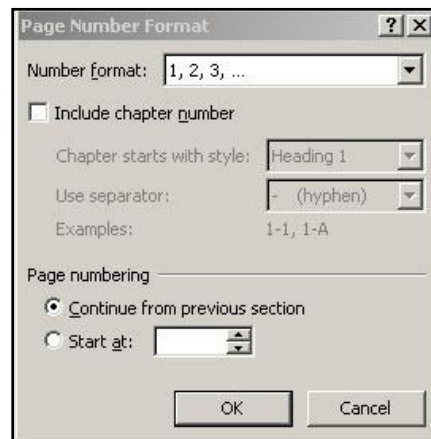 Page Number Format
Number format: 1, 2, 3, ...
Include chapter number
Chapter starts with style: Heading 1
Use separator: - (hyphen)
Examples: 1-1, 1-A
Page numbering
Continue from previous section
Start at:
OK Cancel